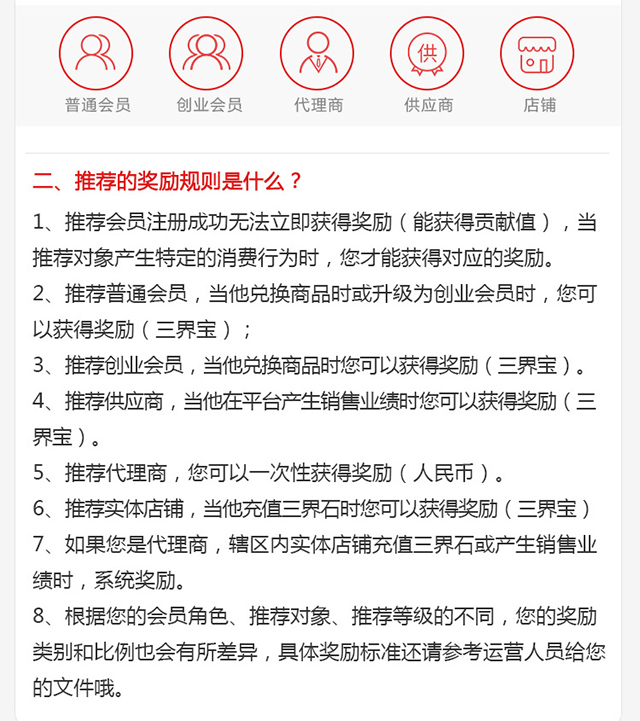 供
普通会员 创业会员 代理商 供应商 店铺
二、推荐的奖励规则是什么？
1、推荐会员注册成功无法立即获得奖励（能获得贡献值），当
推荐对象产生特定的消费行为时，您才能获得对应的奖励。
2、推荐普通会员，当他兑换商品时或升级为创业会员时，您可
以获得奖励（三界宝）；
3、推荐创业会员，当他兑换商品时您可以获得奖励（三界宝）。
4、推荐供应商，当他在平台产生销售业绩时您可以获得奖励（三
界宝）。
5、推荐代理商，您可以一次性获得奖励（人民币）。
6、推荐实体店铺，当他充值三界石时您可以获得奖励（三界宝）
7、如果您是代理商，辖区内实体店铺充值三界石或产生销售业
绩时，系统奖励。
8、根据您的会员角色、推荐对象、推荐等级的不同，您的奖励
类别和比例也会有所差异，具体奖励标准还请参考运营人员给您
的文件哦。